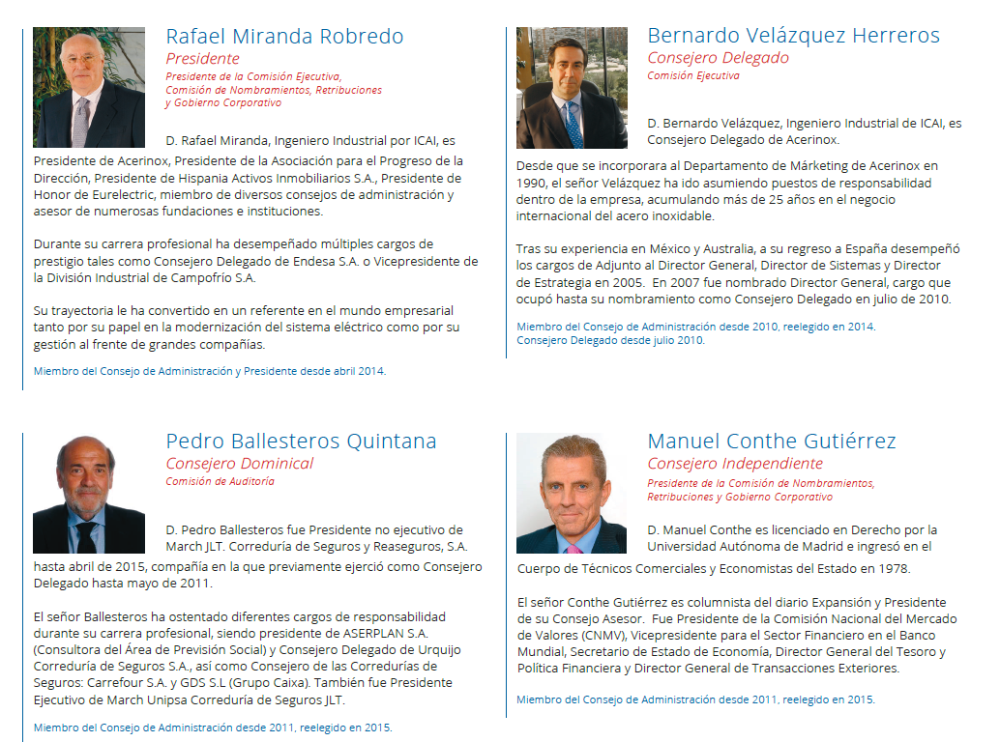 Rafael Miranda Robredo
Presidente
Presidente de la Comisión Ejecutiva,
Comisión de Nombramientos, Retribuciones
y Gobierno Corporativo
D. Rafael Miranda, Ingeniero Industrial por ICAI, es
Presidente de Acerinox, Presidente de la Asociación para el Progreso de la
Dirección, Presidente de Hispania Activos Inmobiliarios S.A., Presidente de
Honor de Eurelectric, miembro de diversos consejos de administración y
asesor de numerosas fundaciones e instituciones.
Durante su carrera profesional ha desempeñado múltiples cargos de
prestigio tales como Consejero Delegado de Endesa S.A. o Vicepresidente de
la División Industrial de Campofrío S.A.
Su trayectoria le ha convertido en un referente en el mundo empresarial
tanto por su papel en la modernización del sistema eléctrico como por su
gestión al frente de grandes compañías.
Miembro del Consejo de Administración y Presidente desde abril 2014.
Bernardo Velázquez Herreros
Consejero Delegado
Comisión Ejecutiva
D. Bernardo Velázquez, Ingeniero Industrial de ICAI, es
Consejero Delegado de Acerinox.
Desde que se incorporara al Departamento de Márketing de Acerinox en
1990, el señor Velázquez ha ido asumiendo puestos de responsabilidad
dentro de la empresa, acumulando más de 25 años en el negocio
internacional del acero inoxidable.
Tras su experiencia en México y Australia, a su regreso a España desempeñó
los cargos de Adjunto al Director General, Director de Sistemas y Director
de Estrategia en 2005.  En 2007 fue nombrado Director General, cargo que
ocupó hasta su nombramiento como Consejero Delegado en julio de 2010.
Miembro del Consejo de Administración desde 2010, reelegido en 2014.
Consejero Delegado desde julio 2010.
Pedro Ballesteros Quintana
Consejero Dominical
Comisión de Auditoría
D. Pedro Ballesteros fue Presidente no ejecutivo de
March JLT. Correduría de Seguros y Reaseguros, S.A.
hasta abril de 2015, compañía en la que previamente ejerció como Consejero
Delegado hasta mayo de 2011.
El señor Ballesteros ha ostentado diferentes cargos de responsabilidad
durante su carrera profesional, siendo presidente de ASERPLAN S.A.
(Consultora del Área de Previsión Social) y Consejero Delegado de Urquijo
Correduría de Seguros S.A., así como Consejero de las Corredurías de
Seguros: Carrefour S.A. y GDS S.L (Grupo Caixa). También fue Presidente
Ejecutivo de March Unipsa Correduría de Seguros JLT.
Miembro del Consejo de Administración desde 2011, reelegido en 2015.
Manuel Conthe Gutiérrez
Consejero Independiente
Presidente de la Comisión de Nombramientos,
Retribuciones y Gobierno Corporativo
D. Manuel Conthe es licenciado en Derecho por la
Universidad Autónoma de Madrid e ingresó en el
Cuerpo de Técnicos Comerciales y Economistas del Estado en 1978.
El señor Conthe Gutiérrez es columnista del diario Expansión y Presidente
de su Consejo Asesor.  Fue Presidente de la Comisión Nacional del Mercado
de Valores (CNMV), Vicepresidente para el Sector Financiero en el Banco
Mundial, Secretario de Estado de Economía, Director General del Tesoro y
Política Financiera y Director General de Transacciones Exteriores.
Miembro del Consejo de Administración desde 2011, reelegido en 2015.